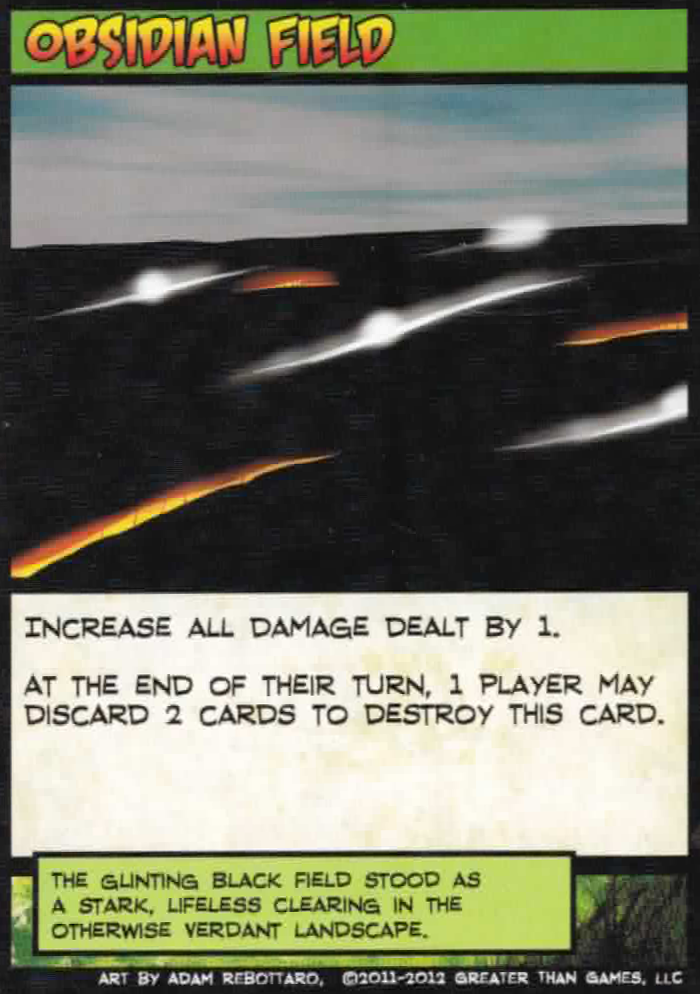 OBSIDIAN FIELD
INCREASE ALL DAMAGE DEALT BY 1.
AT THE END OF THEIR TURN, 1 PLAYER MAY
DISCARD 2 CARDS TO DESTROY THIS CARD.
THE GLINTING BLACK FIELD STOOD AS
A STARK, LIFELESS CLEARING IN THE
OTHERWISE VERDANT LANDSCAPE.
ART BY ADAM REBOTTARO, ©2011-2012 GREATER THAN GAMES, LLC